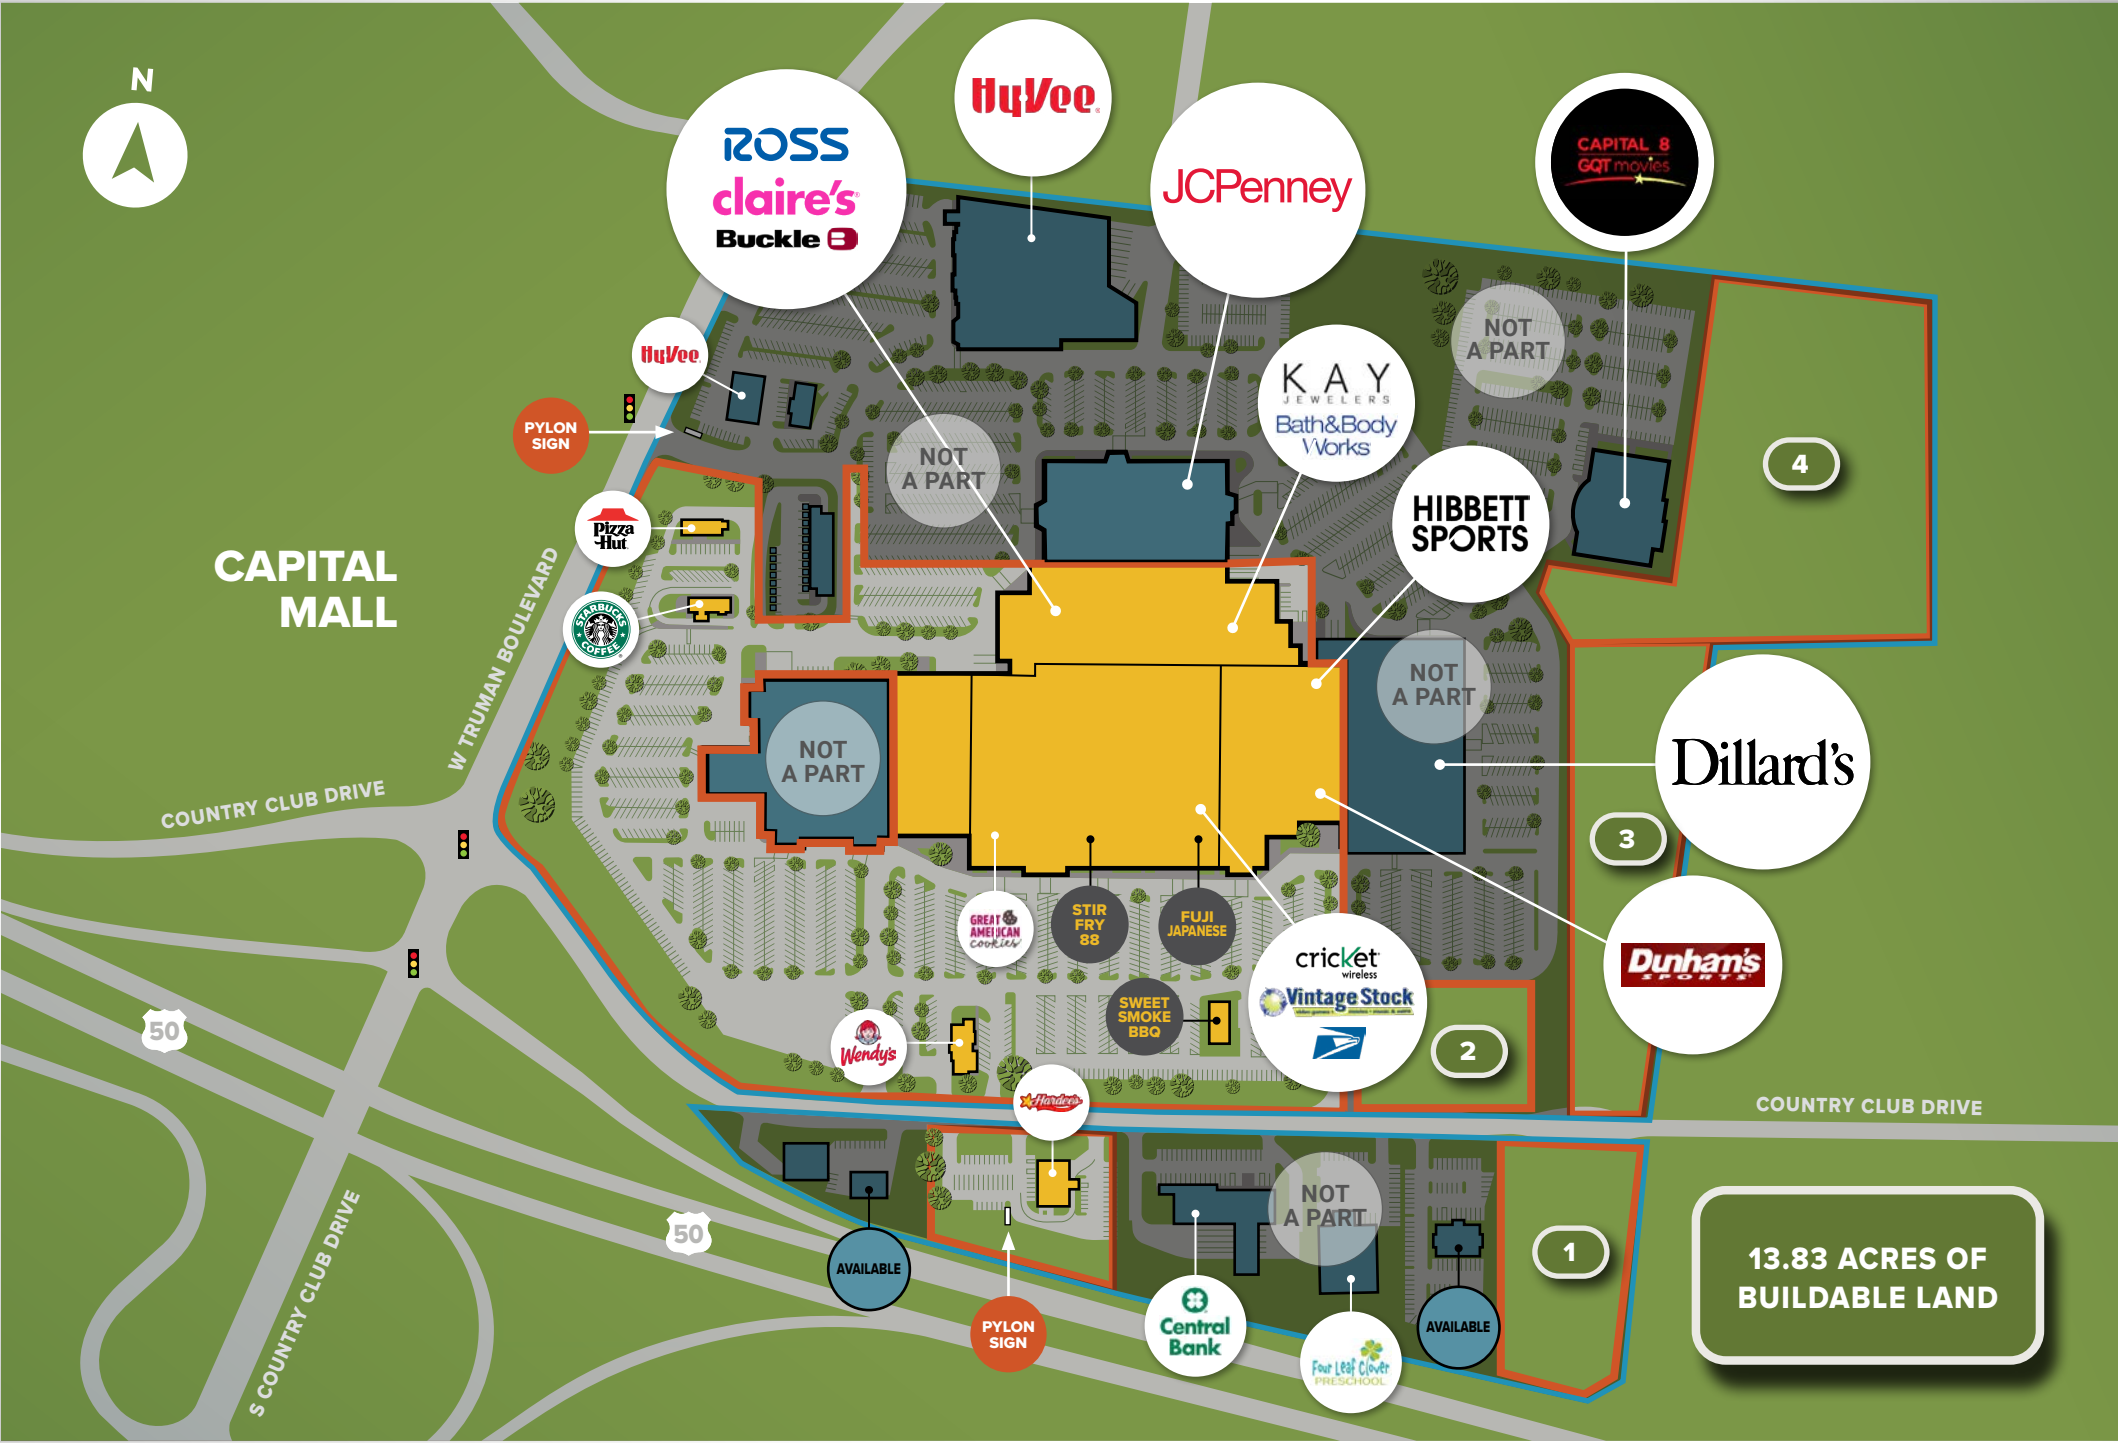 N
ROSS
claire's
Buckle B
HyVee
JCPenney
CAPITAL 8
GQT movies
NOT
A PART
HyVee
KAY
JEWELERS
Bath&Body
Works
PYLON
SIGN
NOT
A PART
4
HIBBETT
SPORTS
Pizza
Hut
CAPITAL
MALL
STARBUCKS
COFFEE
W TRUMAN BOULEVARD
NOT
A PART
NOT
A PART
Dillard's
COUNTRY CLUB DRIVE
3
GREAT
AMERICAN
cookies
STIR
FRY
88
FUJI
JAPANESE
cricket
wireless
Vintage Stock
Dunham's
SPORTS
SWEET
SMOKE
BBQ
50
Wendy's
2
Hardee's
COUNTRY CLUB DRIVE
50
NOT
A PART
1
AVAILABLE
13.83 ACRES OF
BUILDABLE LAND
S COUNTRY CLUB DRIVE
PYLON
SIGN
Central
Bank
AVAILABLE
Four Leaf Clover
PRESCHOOL